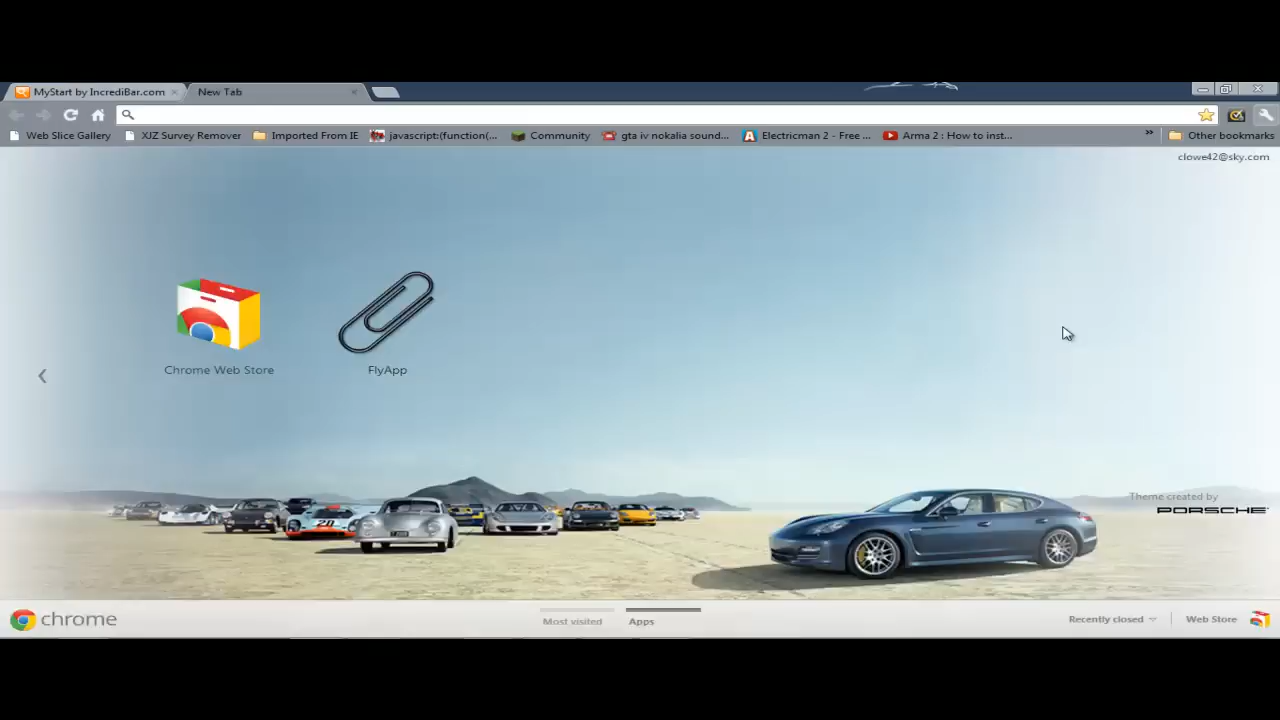 MyStart by IncrediBar.com
New Tab
Web Slice Gallery
XJZ Survey Remover
Imported From IE
javascript:(function(...
Community
gta iv nokalia sound...
Electricman 2 - Free ...
Arma 2 : How to inst...
»
Other bookmarks
clowe42@sky.com
20
Chrome Web Store
FlyApp
Theme created by
PORSCHE
chrome
Most visited
Apps
Recently closed
Web Store